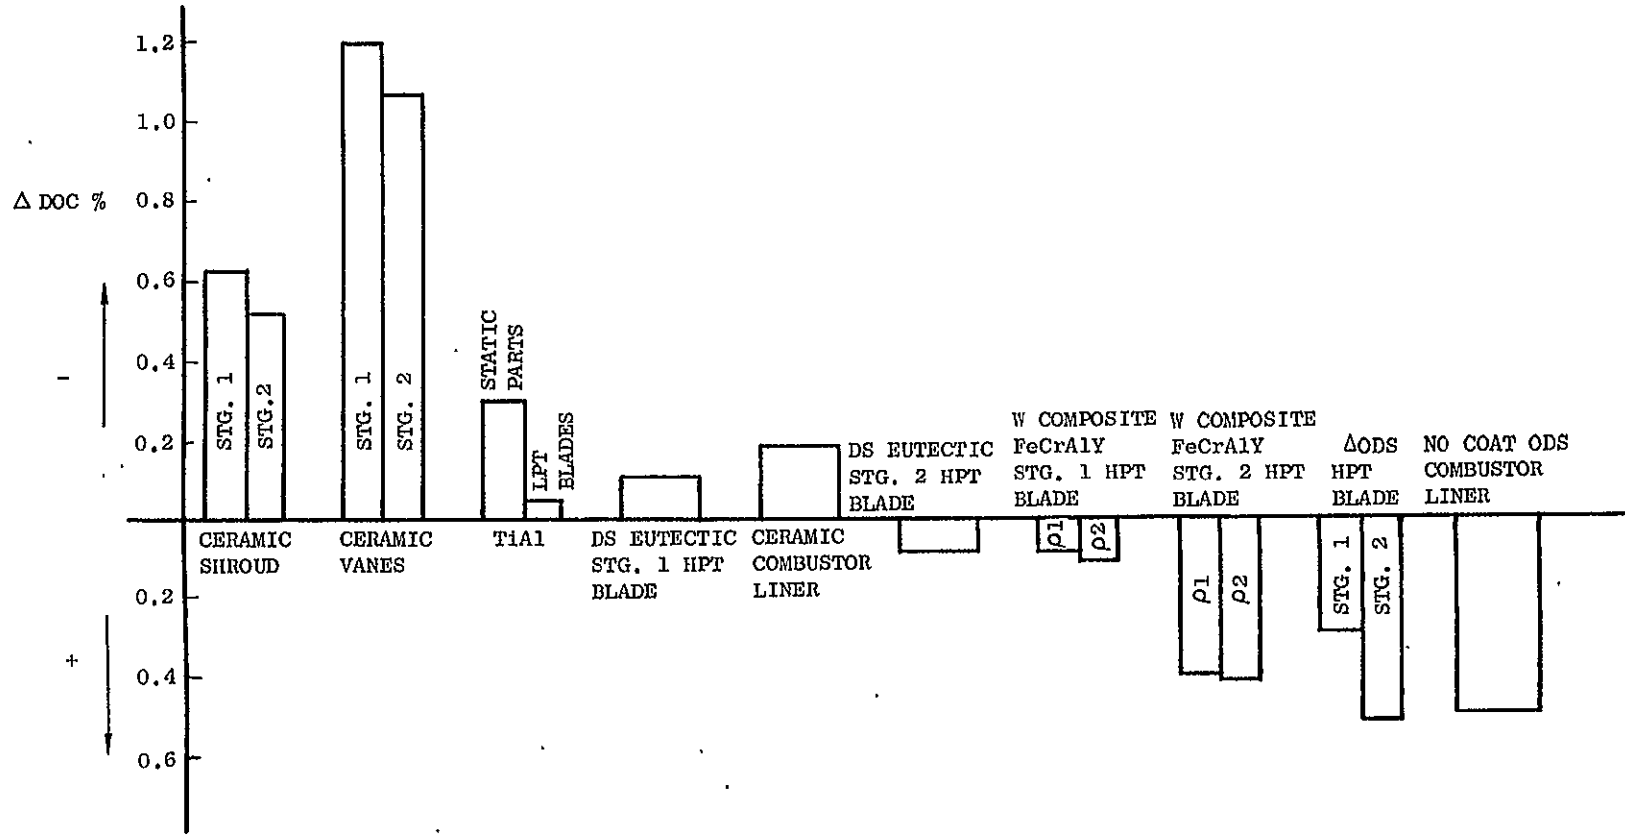 1.2
1.0
Δ DOC %
0.8
0.6
0.4
0.2
-
+
0.2
0.4
0.6
STG. 1
STG.2
CERAMIC
SHROUD
STG. 1
STG. 2
CERAMIC
VANES
STATIC
PARTS
LPT
BLADES
TiAl
DS EUTECTIC
STG. 1 HPT
BLADE
CERAMIC
COMBUSTOR
LINER
DS EUTECTIC
STG. 2 HPT
BLADE
W COMPOSITE
FeCrAlY
STG. 1 HPT
BLADE
ρ1
ρ2
W COMPOSITE
FeCrAlY
STG. 2 HPT
BLADE
ρ1
ρ2
ΔODS
HPT
BLADE
STG. 1
STG. 2
NO COAT ODS
COMBUSTOR
LINER